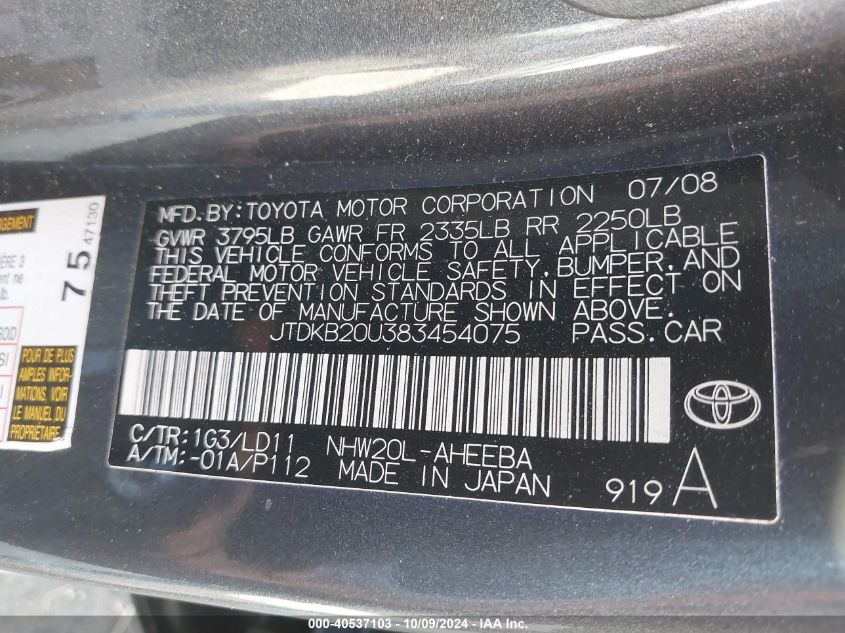 MFD. BY: TOYOTA MOTOR CORPORATION 07/08
GVWR 3795LB GAWR FR 2335LB RR 2250LB
THIS VEHICLE CONFORMS TO ALL APPLICABLE
FEDERAL MOTOR VEHICLE SAFETY, BUMPER, AND
THEFT PREVENTION STANDARDS IN EFFECT ON
THE DATE OF MANUFACTURE SHOWN ABOVE.
JTDKB20U383454075 PASS.CAR
C/TR:1G3/LD11 NHW20L-AHEEBA
A/TM:-01A/P112 MADE IN JAPAN 919 A
75
47130
POUR DE PLUS
AMPLES INFOR-
MATIONS, VOIR
LE MANUEL DU
PROPRIÉTAIRE.
000-40537103 - 10/09/2024 - IAA Inc.